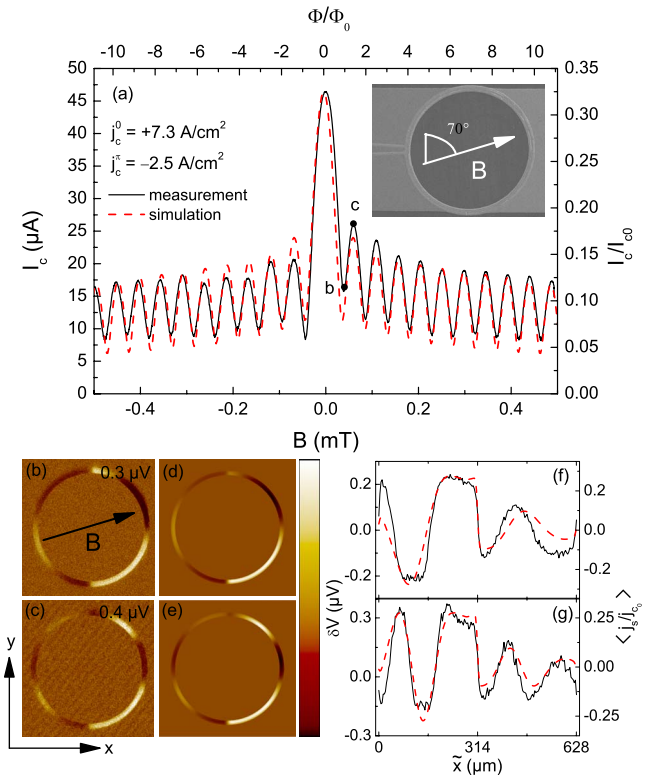 Φ/Φ0
-10 -8 -6 -4 -2 0 2 4 6 8 10
50
45
40
35
30
25
20
15
10
5
0
Ic (μA)
(a)
jc0 = +7.3 A/cm2
jcπ = −2.5 A/cm2
measurement
simulation
b
c
70°
B
0.35
0.30
0.25
0.20
0.15
0.10
0.05
0.00
Ic/Ic0
-0.4 -0.2 0.0 0.2 0.4
B (mT)
(b) 0.3 μV
B
(d)
(c) 0.4 μV
(e)
y
x
(f)
0.2
0.0
-0.2
0.2
0.0
-0.2
(g)
0.3
0.0
-0.3
0.25
0.00
-0.25
δV (μV)
< js/jc0 >
0 314 628
x̃ (μm)